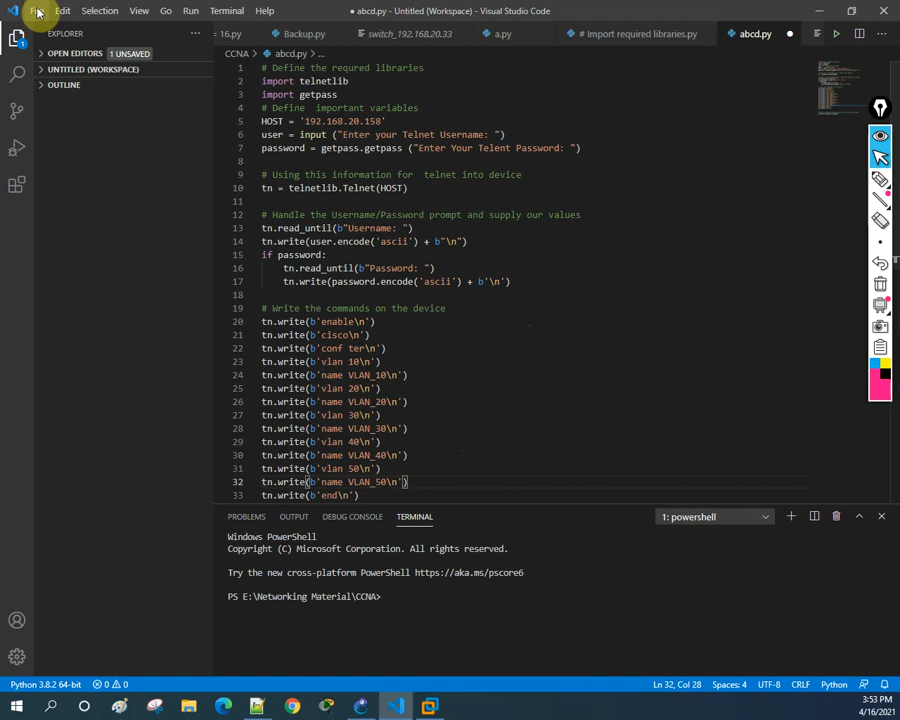 File Edit Selection View Go Run Terminal Help ● abcd.py - Untitled (Workspace) - Visual Studio Code
EXPLORER ···
16.py Backup.py switch_192.168.20.33 a.py # Import required libraries.py abcd.py ●
OPEN EDITORS 1 UNSAVED
UNTITLED (WORKSPACE)
OUTLINE
1
CCNA > abcd.py > ...
1 # Define the requred libraries
2 import telnetlib
3 import getpass
4 # Define  important variables
5 HOST = '192.168.20.158'
6 user = input ("Enter your Telnet Username: ")
7 password = getpass.getpass ("Enter Your Telent Password: ")
8
9 # Using this information for  telnet into device
10 tn = telnetlib.Telnet(HOST)
11
12 # Handle the Username/Password prompt and supply our values
13 tn.read_until(b"Username: ")
14 tn.write(user.encode('ascii') + b"\n")
15 if password:
16     tn.read_until(b"Password: ")
17     tn.write(password.encode('ascii') + b'\n')
18
19 # Write the commands on the device
20 tn.write(b'enable\n')
21 tn.write(b'cisco\n')
22 tn.write(b'conf ter\n')
23 tn.write(b'vlan 10\n')
24 tn.write(b'name VLAN_10\n')
25 tn.write(b'vlan 20\n')
26 tn.write(b'name VLAN_20\n')
27 tn.write(b'vlan 30\n')
28 tn.write(b'name VLAN_30\n')
29 tn.write(b'vlan 40\n')
30 tn.write(b'name VLAN_40\n')
31 tn.write(b'vlan 50\n')
32 tn.write(b'name VLAN_50\n')
33 tn.write(b'end\n')
PROBLEMS OUTPUT DEBUG CONSOLE TERMINAL 1: powershell
Windows PowerShell
Copyright (C) Microsoft Corporation. All rights reserved.
Try the new cross-platform PowerShell https://aka.ms/pscore6
PS E:\Networking Material\CCNA>
Python 3.8.2 64-bit 0 0 Ln 32, Col 28 Spaces: 4 UTF-8 CRLF Python
3:53 PM
4/16/2021